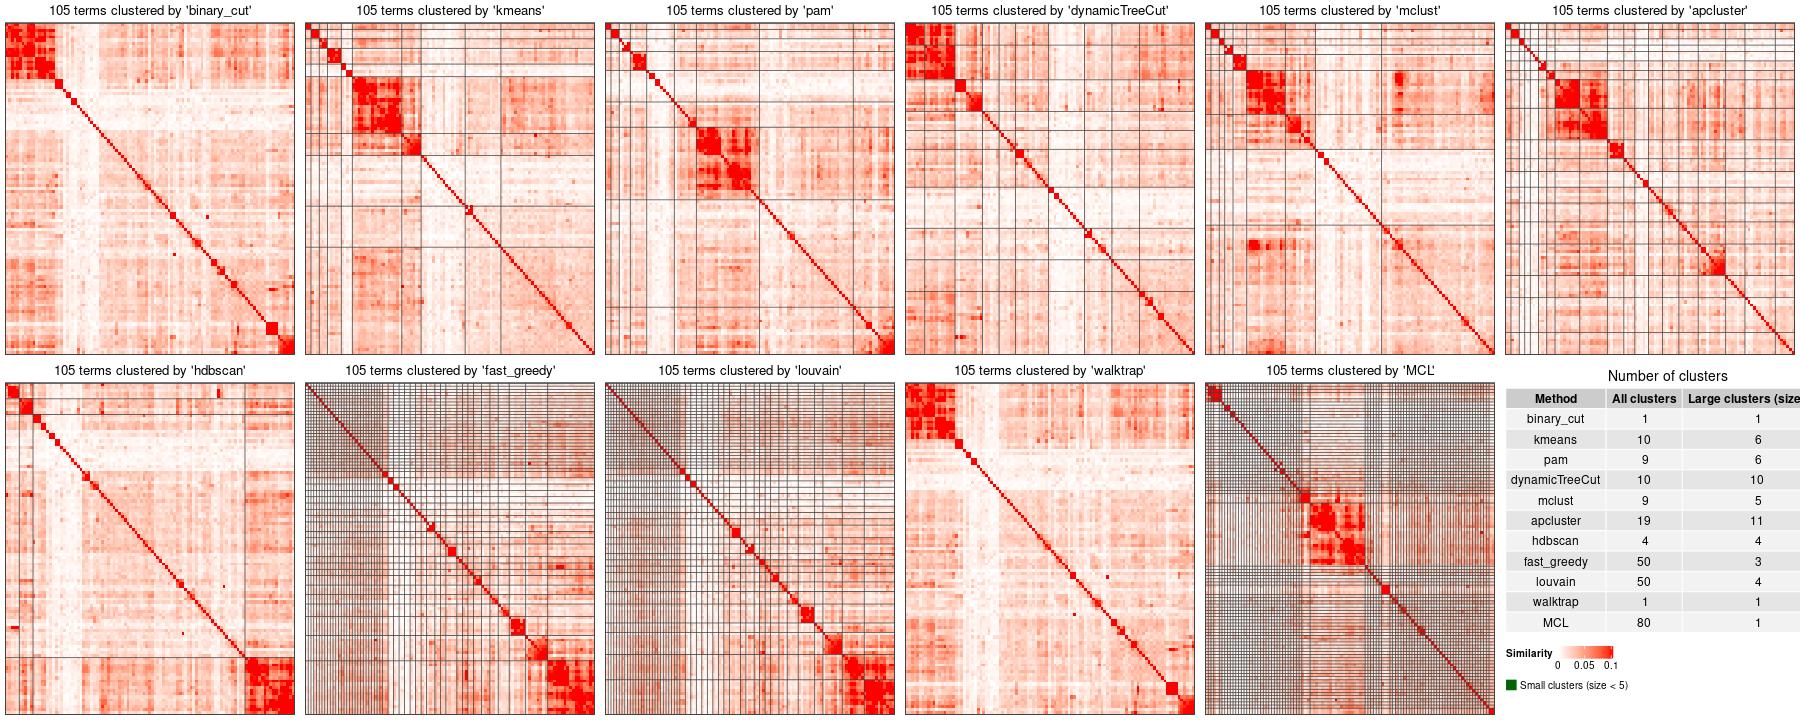 105 terms clustered by 'binary_cut'
105 terms clustered by 'kmeans'
105 terms clustered by 'pam'
105 terms clustered by 'dynamicTreeCut'
105 terms clustered by 'mclust'
105 terms clustered by 'apcluster'
105 terms clustered by 'hdbscan'
105 terms clustered by 'fast_greedy'
105 terms clustered by 'louvain'
105 terms clustered by 'walktrap'
105 terms clustered by 'MCL'
Number of clusters
Method All clusters Large clusters (size
binary_cut 1 1
kmeans 10 6
pam 9 6
dynamicTreeCut 10 10
mclust 9 5
apcluster 19 11
hdbscan 4 4
fast_greedy 50 3
louvain 50 4
walktrap 1 1
MCL 80 1
Similarity
0 0.05 0.1
Small clusters (size < 5)